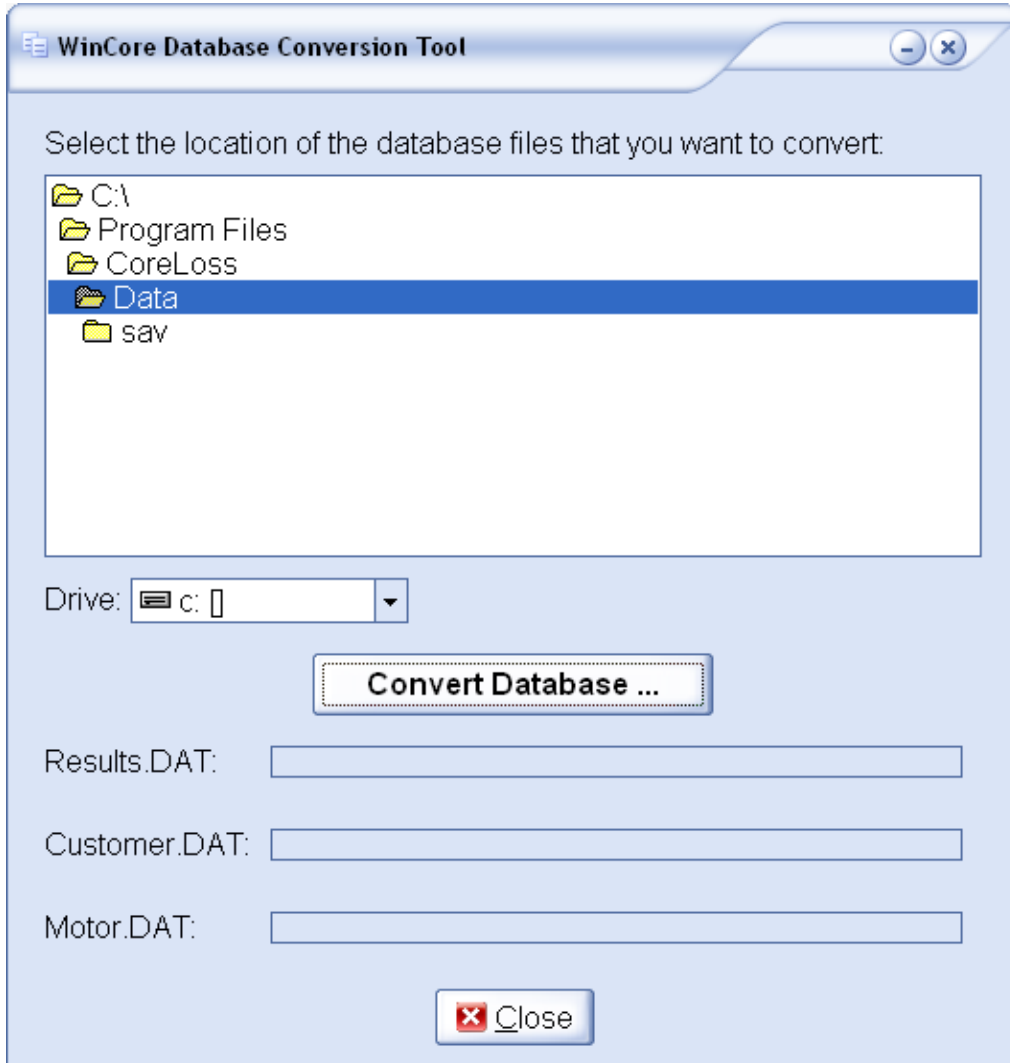 WinCore Database Conversion Tool
Select the location of the database files that you want to convert:
C:\
Program Files
CoreLoss
Data
sav
Drive: c: []
Convert Database ...
Results.DAT:
Customer.DAT:
Motor.DAT:
Close